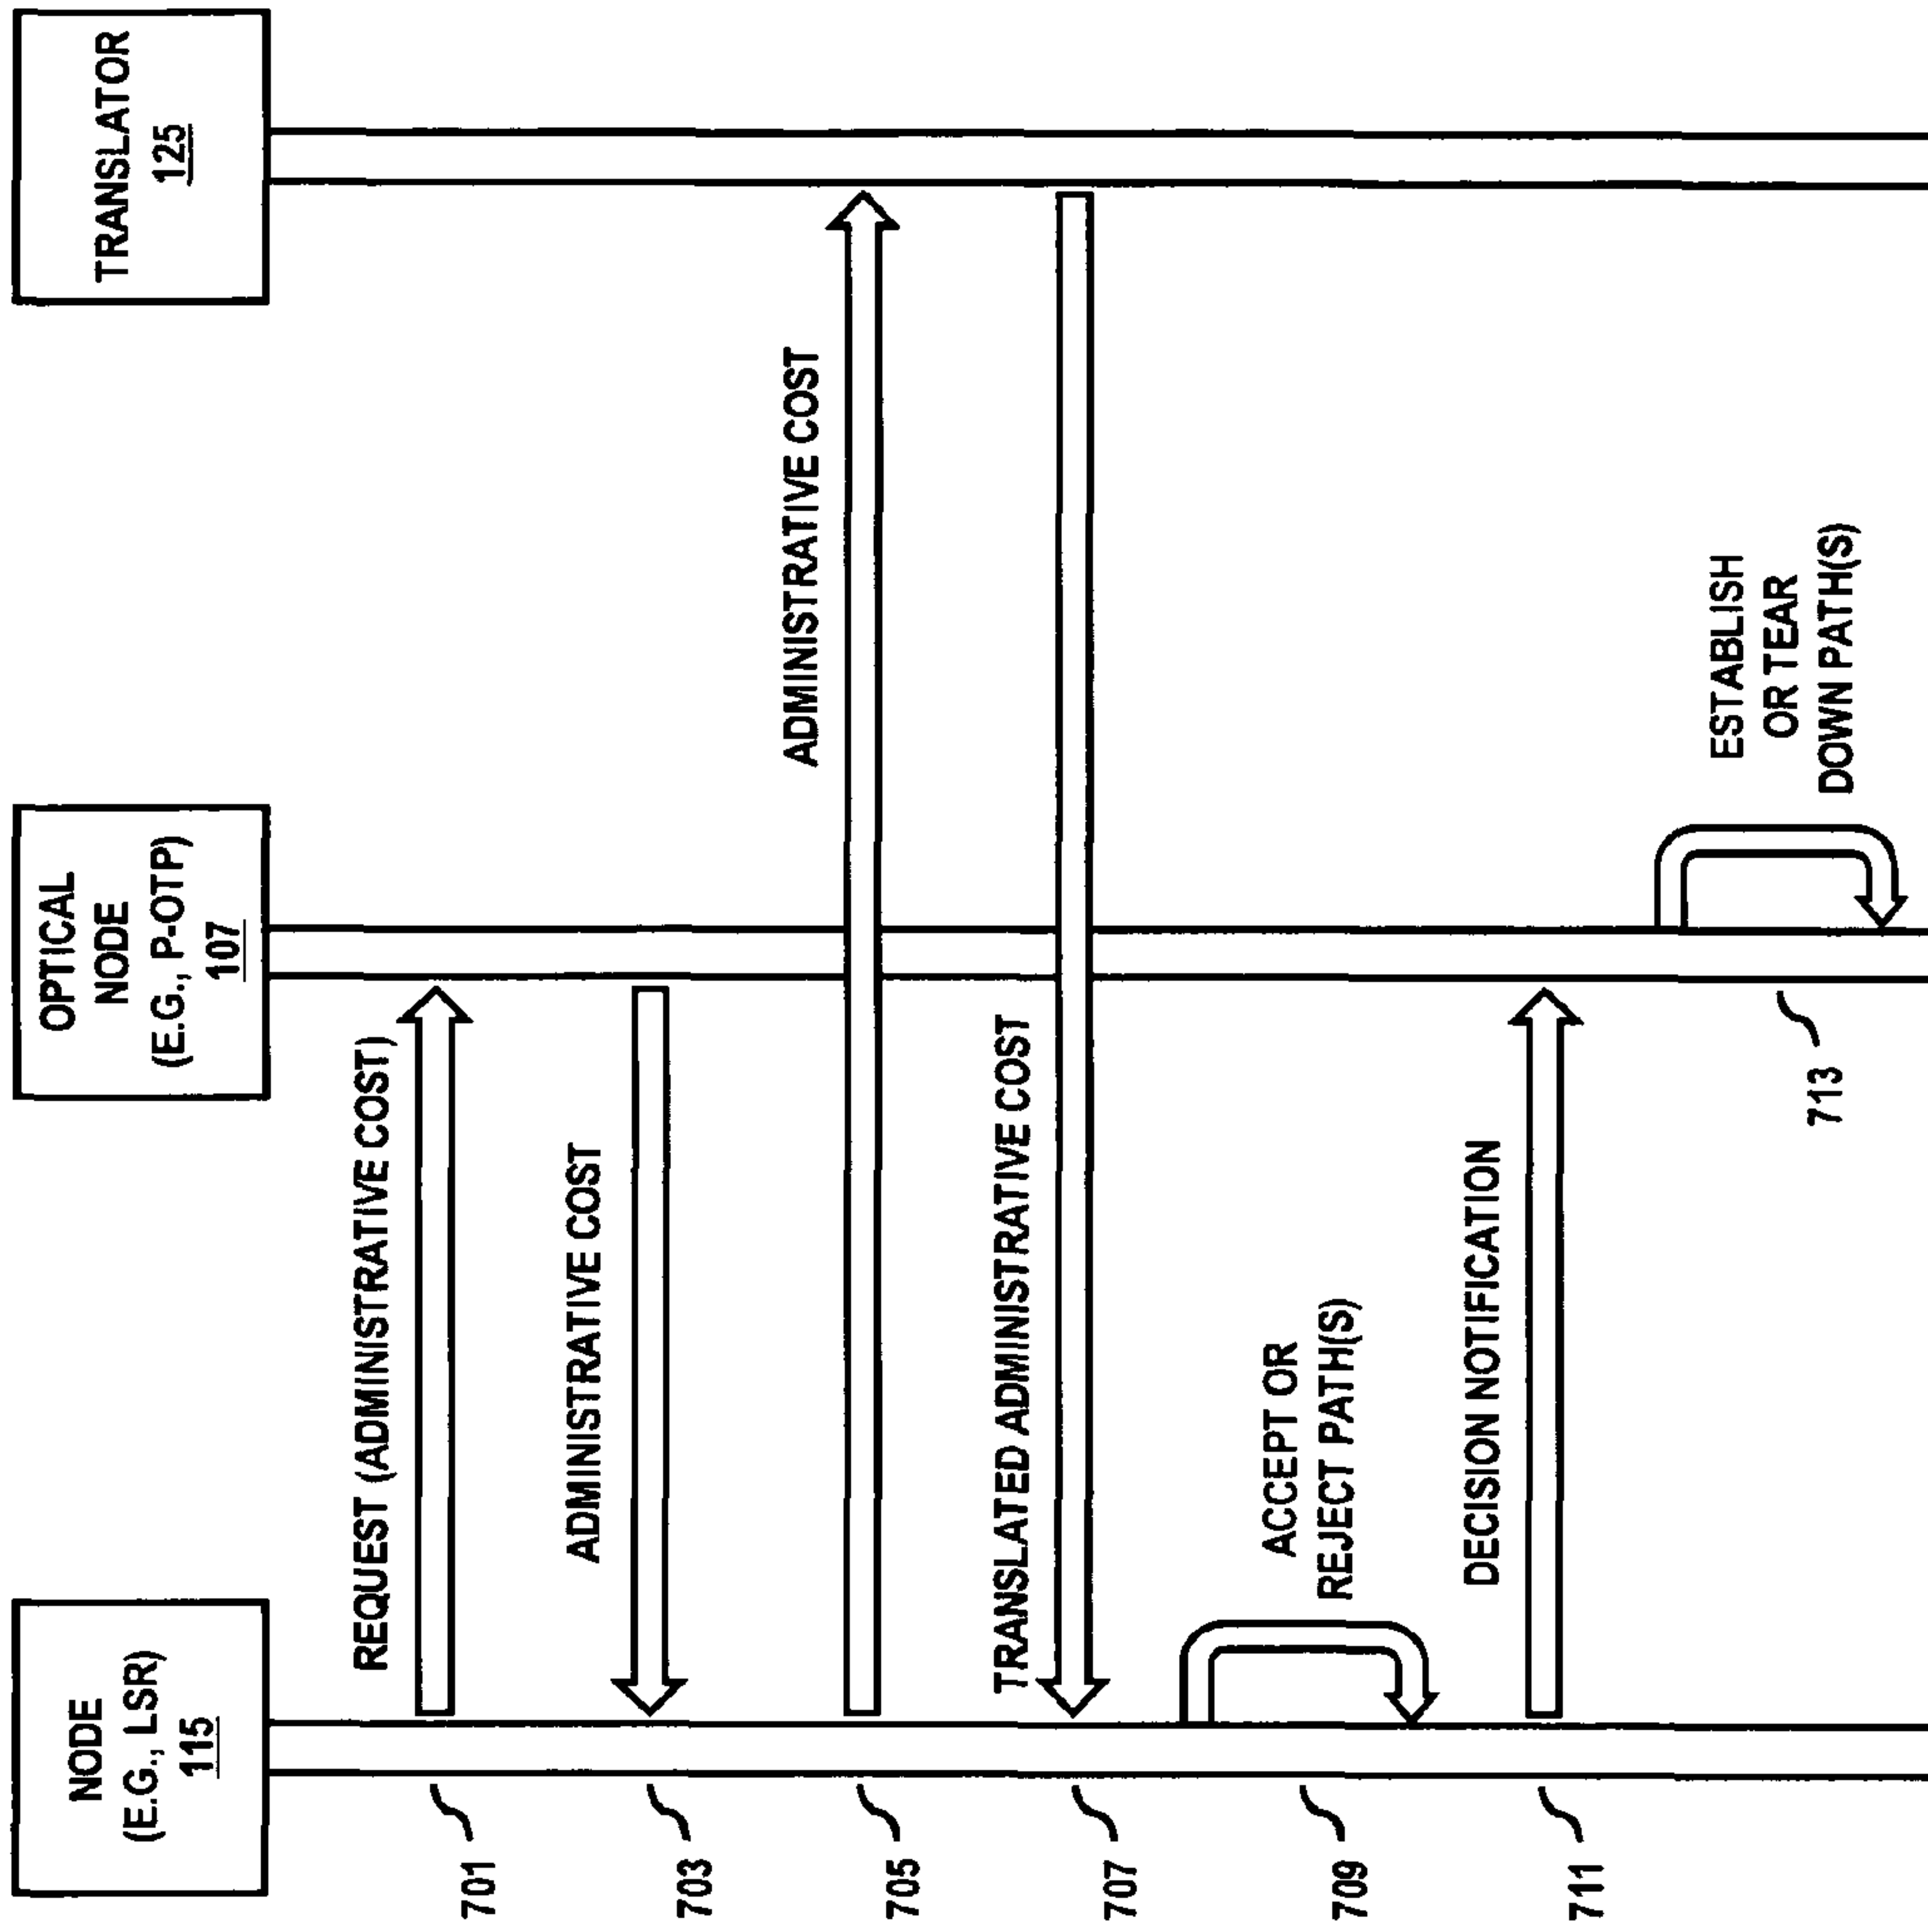 NODE
(E.G., LSR)
115
OPTICAL
NODE
(E.G., P-OTP)
107
TRANSLATOR
125
701
REQUEST (ADMINISTRATIVE COST)
703
ADMINISTRATIVE COST
705
ADMINISTRATIVE COST
707
TRANSLATED ADMINISTRATIVE COST
709
ACCEPT OR
REJECT PATH(S)
711
DECISION NOTIFICATION
713
ESTABLISH
OR TEAR
DOWN PATH(S)